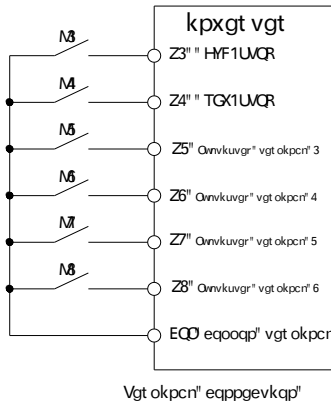 kpxgt vgt
M3
Z3" " HYF1UVQR
M4
Z4" " TGX1UVQR
M5
Z5" Ownvkuvgr" vgt okpcn" 3
M6
Z6" Ownvkuvgr" vgt okpcn" 4
M7
Z7" Ownvkuvgr" vgt okpcn" 5
M8
Z8" Ownvkuvgr" vgt okpcn" 6
EQO" eqooqp" vgt okpcn
Vgt okpcn" eqppgevkqp"